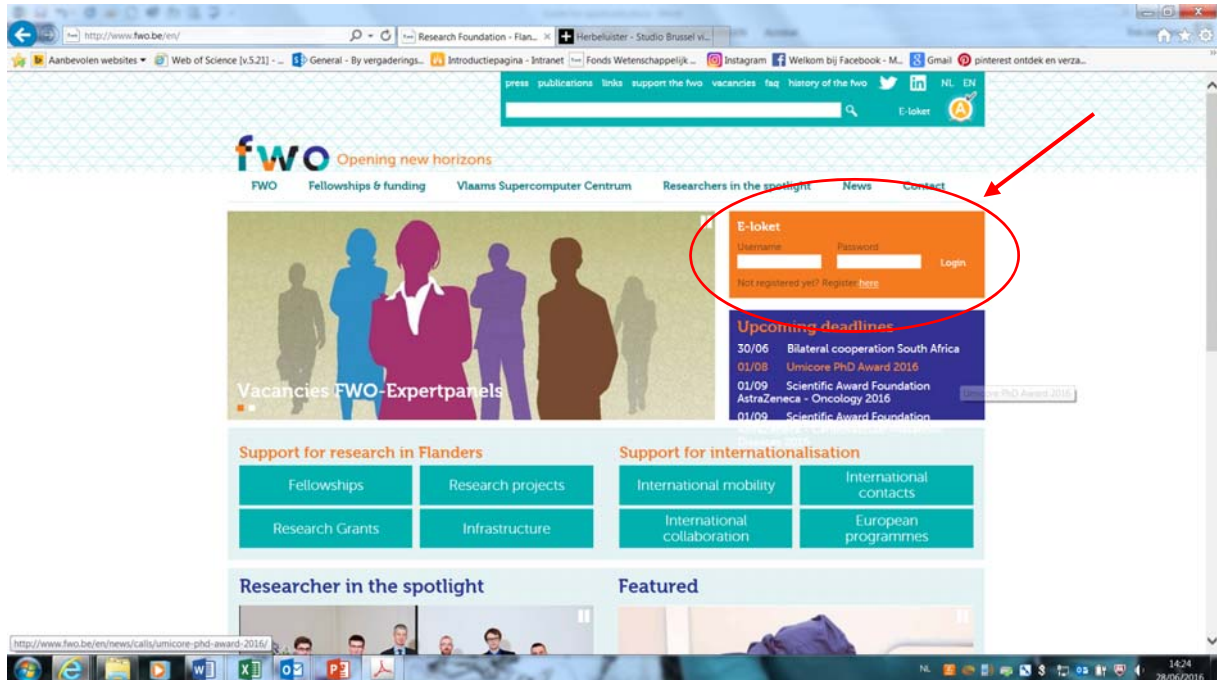 http://www.fwo.be/en/
Research Foundation - Flan...
Herbeluister - Studio Brussel vi...
Aanbevolen websites
Web of Science [v.5.21] - ...
General - By vergaderings...
Introductiepagina - Intranet
Fonds Wetenschappelijk ...
Instagram
Welkom bij Facebook - M...
Gmail
pinterest ontdek en verza...
press publications links support the fwo vacancies faq history of the fwo NL EN
E-loket
fwo Opening new horizons
FWO Fellowships & funding Vlaams Supercomputer Centrum Researchers in the spotlight News Contact
E-loket
Username Password
Login
Not registered yet? Register here
Vacancies FWO-Expertpanels
Upcoming deadlines
30/06 Bilateral cooperation South Africa
01/08 Umicore PhD Award 2016
01/09 Scientific Award Foundation
AstraZeneca - Oncology 2016
Umicore PhD Award 2016
01/09 Scientific Award Foundation
Support for research in Flanders
Fellowships Research projects
Research Grants Infrastructure
Support for internationalisation
International mobility International contacts
International collaboration European programmes
Researcher in the spotlight
Featured
http://www.fwo.be/en/news/calls/umicore-phd-award-2016/
NL
14:24
28/06/2016